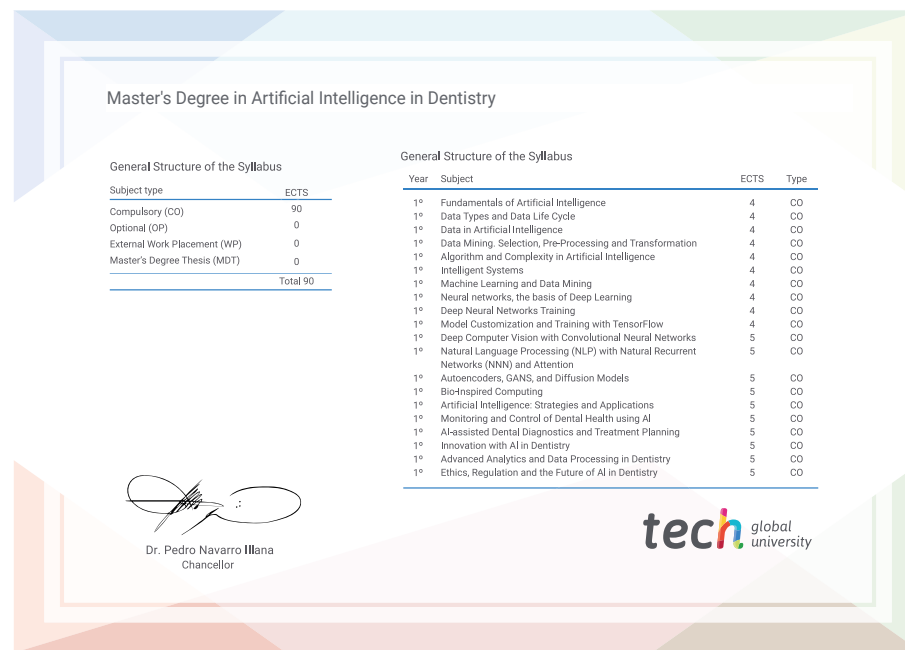 Master's Degree in Artificial Intelligence in Dentistry
General Structure of the Syllabus
Subject type ECTS
Compulsory (CO) 90
Optional (OP) 0
External Work Placement (WP) 0
Master's Degree Thesis (MDT) 0
Total 90
General Structure of the Syllabus
Year Subject ECTS Type
1º Fundamentals of Artificial Intelligence 4 CO
1º Data Types and Data Life Cycle 4 CO
1º Data in Artificial Intelligence 4 CO
1º Data Mining. Selection, Pre-Processing and Transformation 4 CO
1º Algorithm and Complexity in Artificial Intelligence 4 CO
1º Intelligent Systems 4 CO
1º Machine Learning and Data Mining 4 CO
1º Neural networks, the basis of Deep Learning 4 CO
1º Deep Neural Networks Training 4 CO
1º Model Customization and Training with TensorFlow 4 CO
1º Deep Computer Vision with Convolutional Neural Networks 5 CO
1º Natural Language Processing (NLP) with Natural Recurrent 5 CO
Networks (NNN) and Attention
1º Autoencoders, GANS, and Diffusion Models 5 CO
1º Bio-Inspired Computing 5 CO
1º Artificial Intelligence: Strategies and Applications 5 CO
1º Monitoring and Control of Dental Health using AI 5 CO
1º AI-assisted Dental Diagnostics and Treatment Planning 5 CO
1º Innovation with AI in Dentistry 5 CO
1º Advanced Analytics and Data Processing in Dentistry 5 CO
1º Ethics, Regulation and the Future of AI in Dentistry 5 CO
Dr. Pedro Navarro Illana
Chancellor
tech global
university